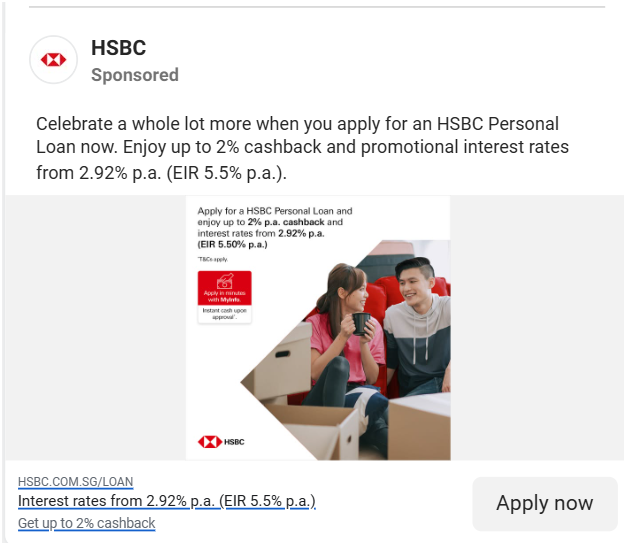 HSBC
Sponsored
Celebrate a whole lot more when you apply for an HSBC Personal
Loan now. Enjoy up to 2% cashback and promotional interest rates
from 2.92% p.a. (EIR 5.5% p.a.).
Apply for a HSBC Personal Loan and
enjoy up to 2% p.a. cashback and
interest rates from 2.92% p.a.
(EIR 5.50% p.a.)
*T&Cs apply.
Apply in minutes
with MyInfo.
Instant cash upon
approval*.
HSBC
HSBC.COM.SG/LOAN
Interest rates from 2.92% p.a. (EIR 5.5% p.a.)
Get up to 2% cashback
Apply now